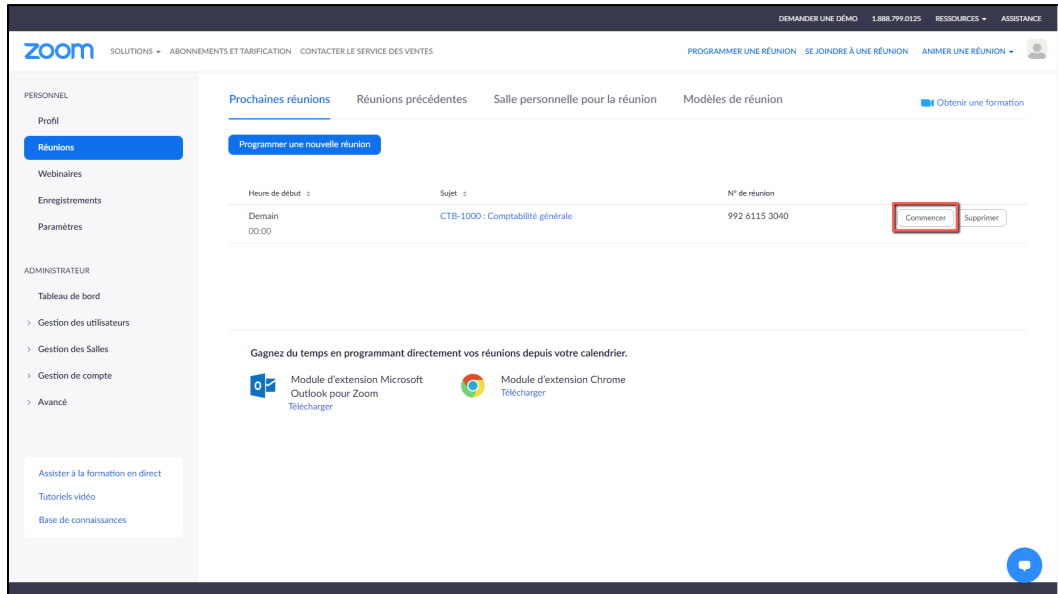 DEMANDER UNE DÉMO 1.888.799.0125 RESSOURCES ASSISTANCE
zoom SOLUTIONS ABONNEMENTS ET TARIFICATION CONTACTER LE SERVICE DES VENTES PROGRAMMER UNE RÉUNION SE JOINDRE À UNE RÉUNION ANIMER UNE RÉUNION
PERSONNEL
Profil
Réunions
Webinaires
Enregistrements
Paramètres
ADMINISTRATEUR
Tableau de bord
Gestion des utilisateurs
Gestion des Salles
Gestion de compte
Avancé
Assister à la formation en direct
Tutoriels vidéo
Base de connaissances
Prochaines réunions Réunions précédentes Salle personnelle pour la réunion Modèles de réunion Obtenir une formation
Programmer une nouvelle réunion
Heure de début Sujet N° de réunion
Demain CTB-1000 : Comptabilité générale 992 6115 3040 Commencer Supprimer
00:00
Gagnez du temps en programmant directement vos réunions depuis votre calendrier.
Module d'extension Microsoft
Outlook pour Zoom
Télécharger
Module d'extension Chrome
Télécharger